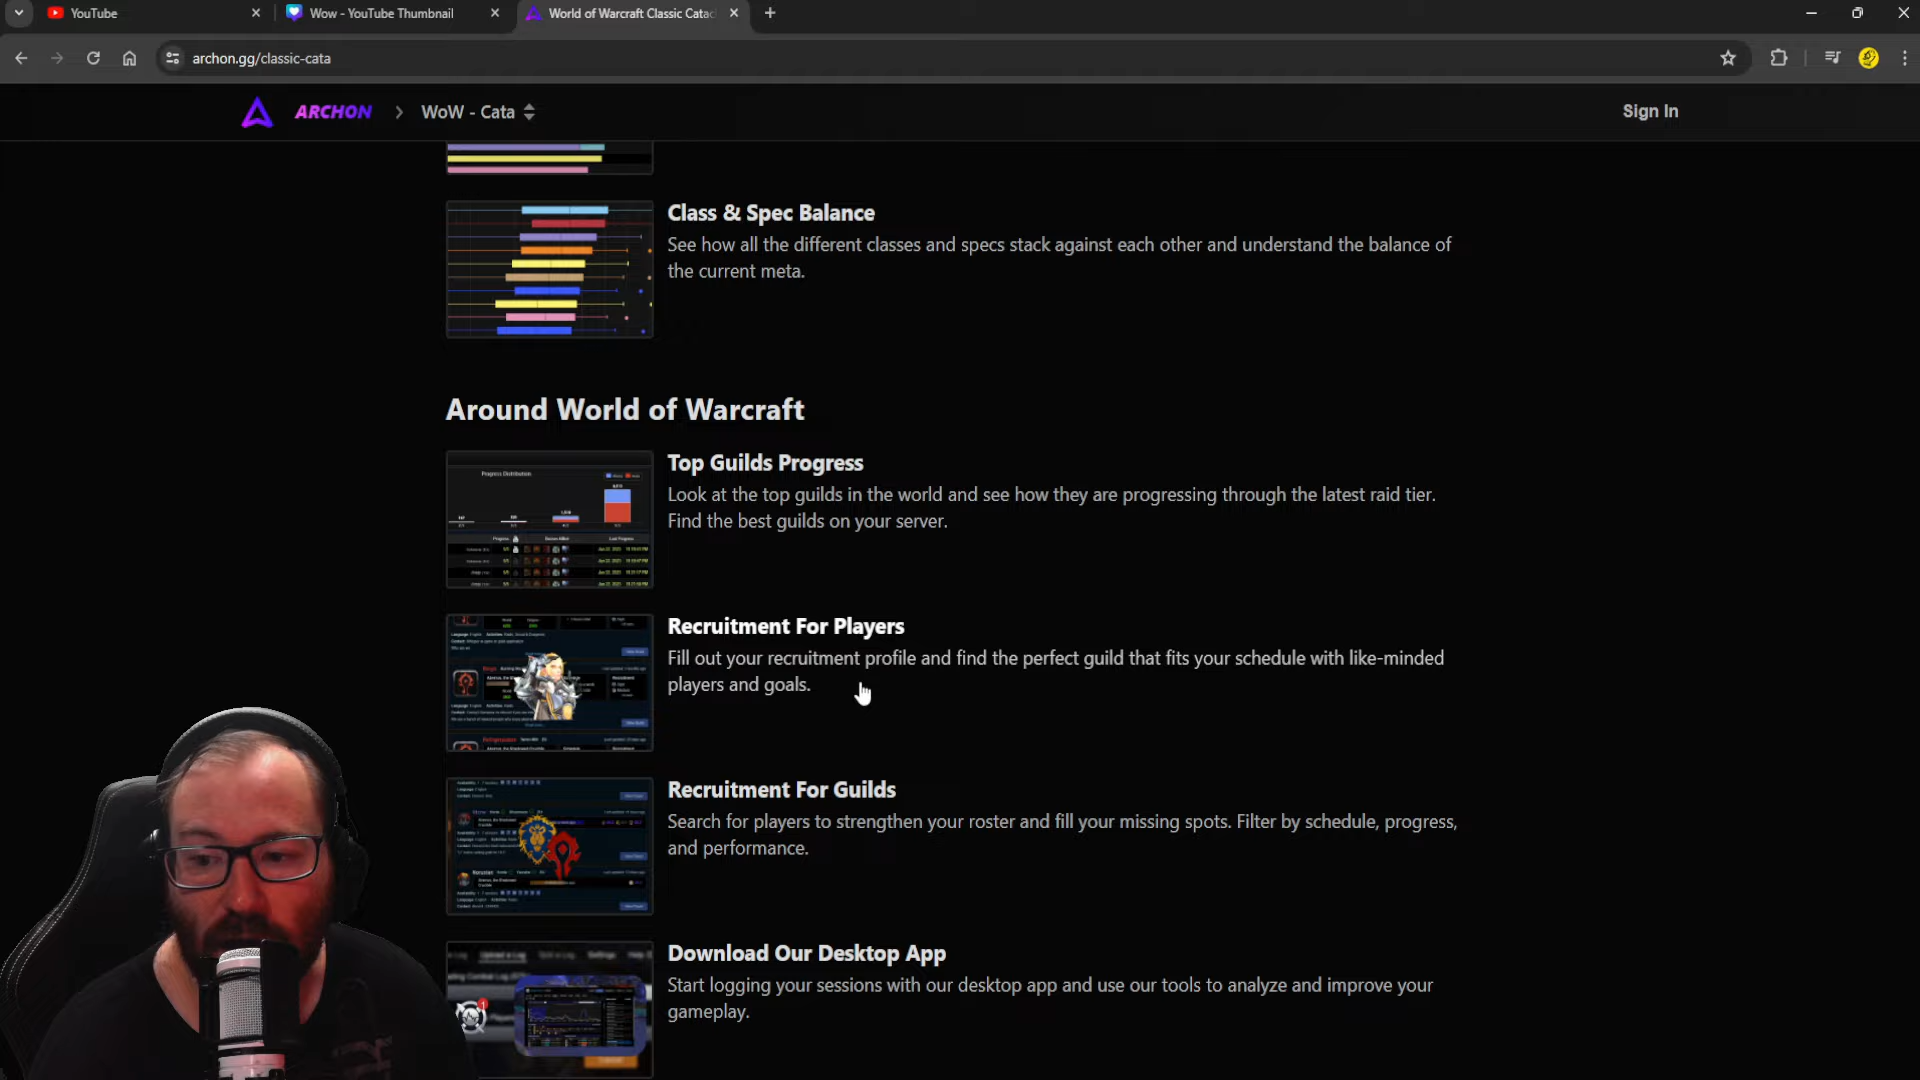 YouTube
Wow - YouTube Thumbnail
World of Warcraft Classic Catac
archon.gg/classic-cata
ARCHON
WoW - Cata
Sign In
Class & Spec Balance
See how all the different classes and specs stack against each other and understand the balance of
the current meta.
Around World of Warcraft
Progress Distribution
Top Guilds Progress
Look at the top guilds in the world and see how they are progressing through the latest raid tier.
Find the best guilds on your server.
Recruitment For Players
Fill out your recruitment profile and find the perfect guild that fits your schedule with like-minded
players and goals.
Recruitment For Guilds
Search for players to strengthen your roster and fill your missing spots. Filter by schedule, progress,
and performance.
Download Our Desktop App
Start logging your sessions with our desktop app and use our tools to analyze and improve your
gameplay.